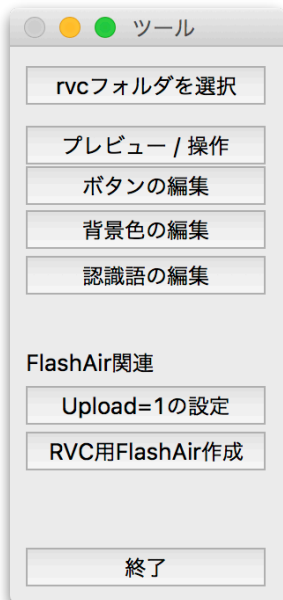 ツール
rvcフォルダを選択
プレビュー / 操作
ボタンの編集
背景色の編集
認識語の編集
FlashAir関連
Upload=1の設定
RVC用FlashAir作成
終了